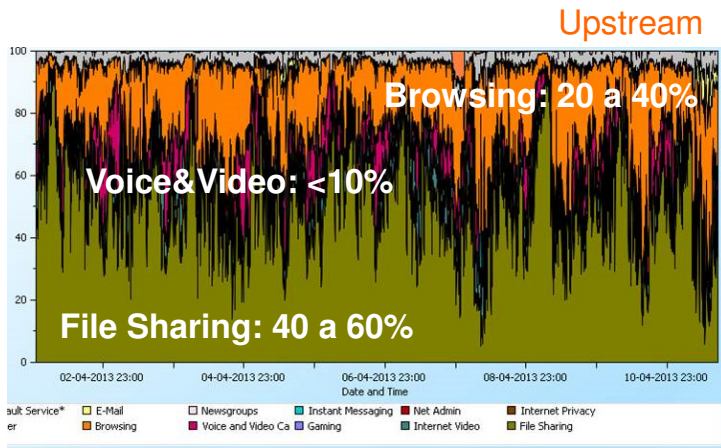 Upstream
100
Browsing: 20 a 40%
80
Voice&Video: <10%
60
40
20
File Sharing: 40 a 60%
0
02-04-2013 23:00 04-04-2013 23:00 06-04-2013 23:00 08-04-2013 23:00 10-04-2013 23:00
Date and Time
ault Service* E-Mail Newsgroups Instant Messaging Net Admin Internet Privacy
er Browsing Voice and Video Ca Gaming Internet Video File Sharing